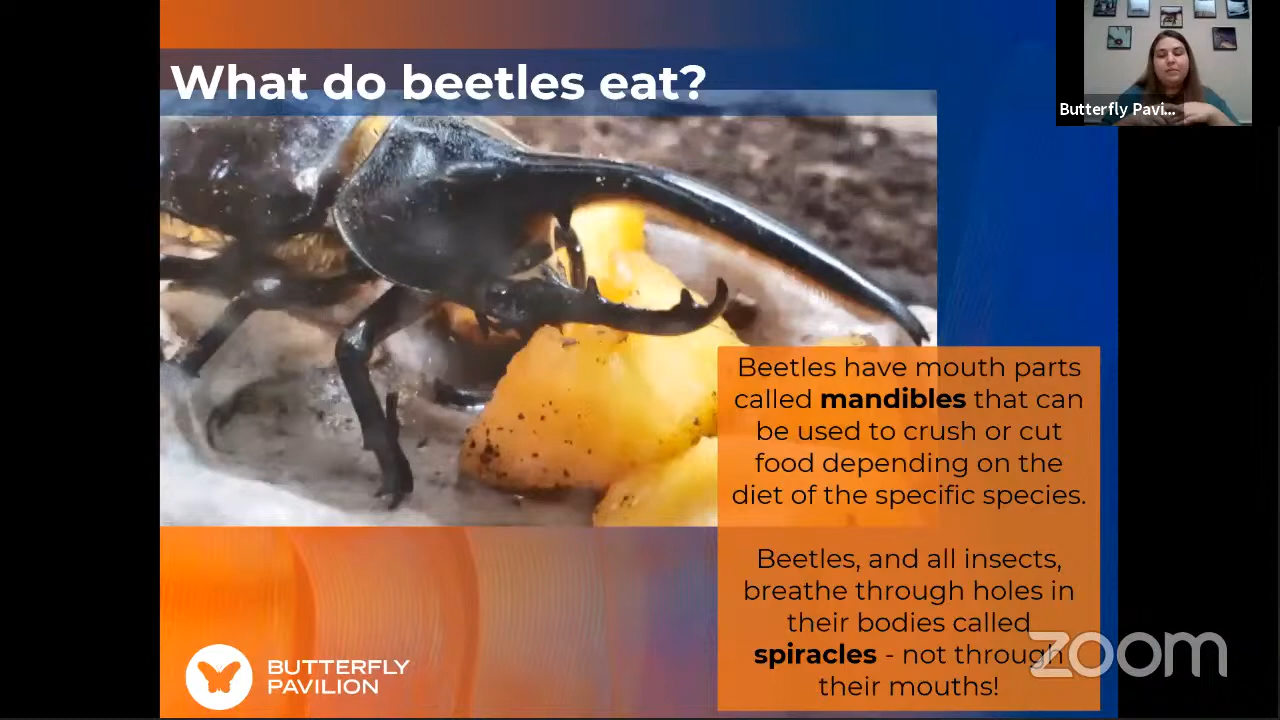 What do beetles eat?
Butterfly Pavi...
Beetles have mouth parts
called mandibles that can
be used to crush or cut
food depending on the
diet of the specific species.
Beetles, and all insects,
breathe through holes in
their bodies called
spiracles - not through
their mouths!
zoom
BUTTERFLY
PAVILION